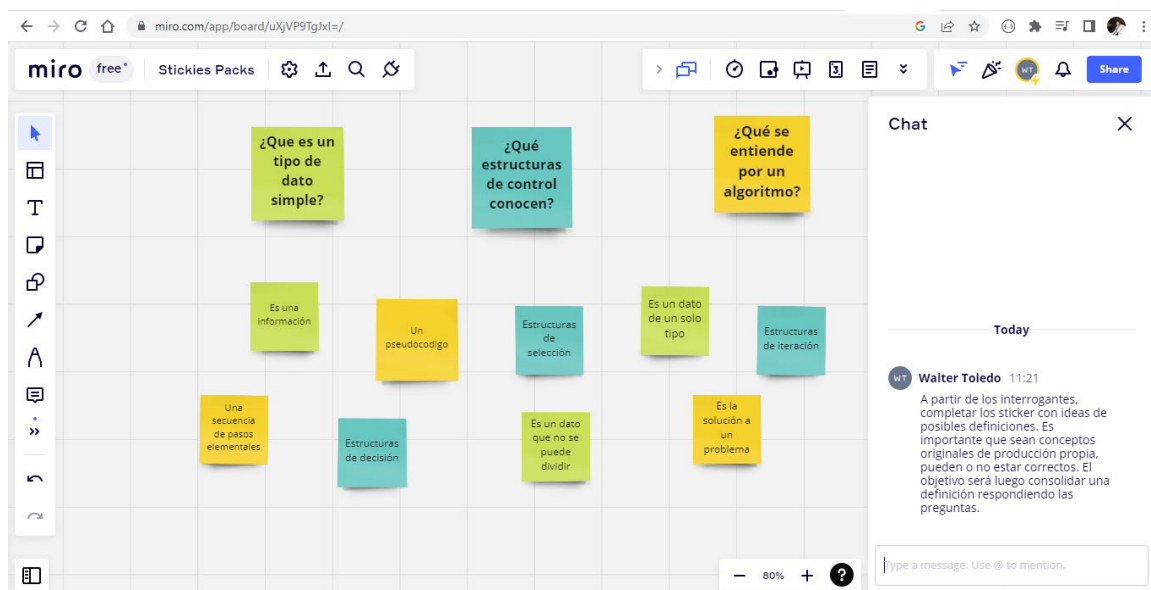 miro.com/app/board/uXjVP9TgJxI=/
miro
free
Stickies Packs
3
WT
Share
¿Que es un
tipo de
dato
simple?
¿Qué
estructuras
de control
conocen?
¿Qué se
entiende
por un
algoritmo?
Es una
información
Un
pseudocodigo
Estructuras
de
selección
Es un dato
de un solo
tipo
Estructuras
de iteración
Una
secuencia
de pasos
elementales
Estructuras
de decisión
Es un dato
que no se
puede
dividir
Es la
solución a
un
problema
80%
?
Chat
Today
WT
Walter Toledo 11:21
A partir de los interrogantes,
completar los sticker con ideas de
posibles definiciones. Es
importante que sean conceptos
originales de producción propia,
pueden o no estar correctos. El
objetivo será luego consolidar una
definición respondiendo las
preguntas.
Type a message. Use @ to mention.